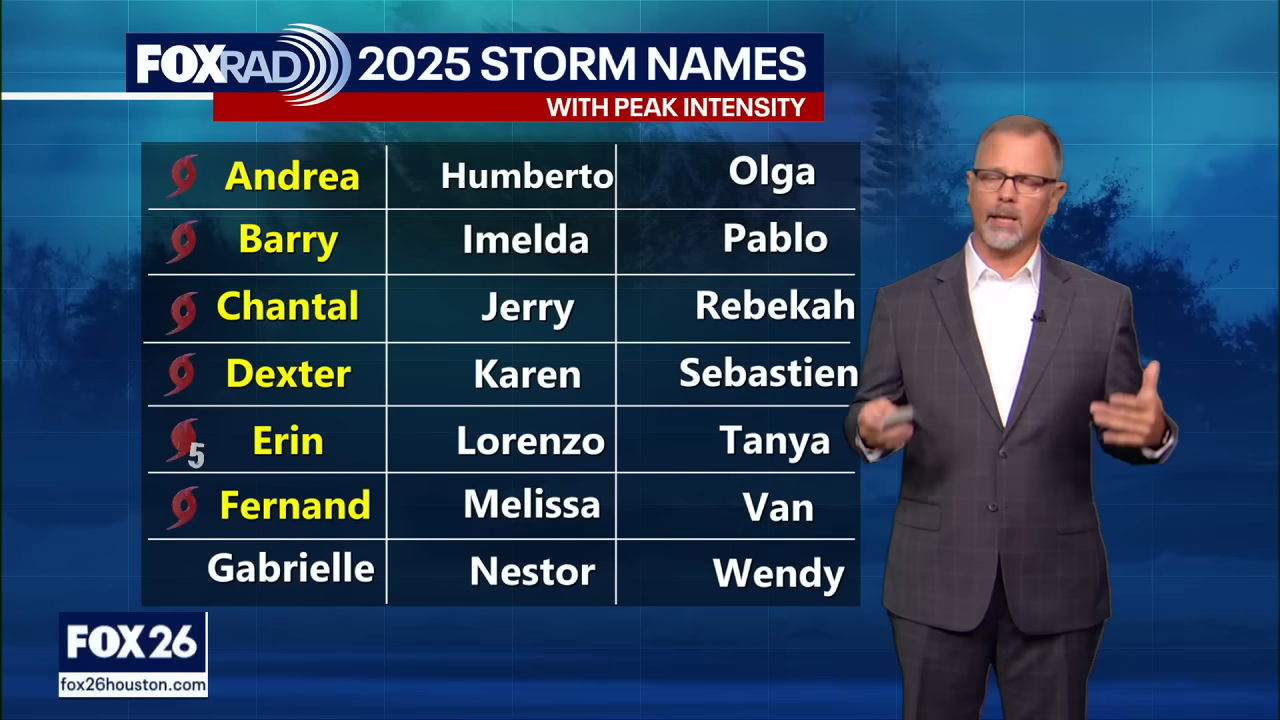 FOXRAD 2025 STORM NAMES
WITH PEAK INTENSITY
Andrea Humberto Olga
Barry Imelda Pablo
Chantal Jerry Rebekah
Dexter Karen Sebastien
5 Erin Lorenzo Tanya
Fernand Melissa Van
Gabrielle Nestor Wendy
FOX 26
fox26houston.com